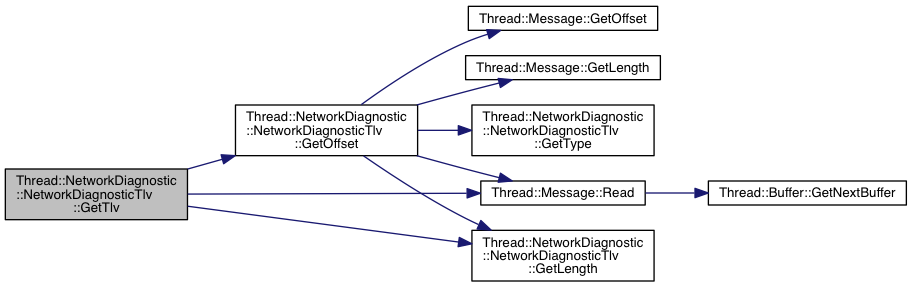 Thread::Message::GetOffset
Thread::Message::GetLength
Thread::NetworkDiagnostic
::NetworkDiagnosticTlv
::GetOffset
Thread::NetworkDiagnostic
::NetworkDiagnosticTlv
::GetType
Thread::NetworkDiagnostic
::NetworkDiagnosticTlv
::GetTlv
Thread::Message::Read
Thread::Buffer::GetNextBuffer
Thread::NetworkDiagnostic
::NetworkDiagnosticTlv
::GetLength